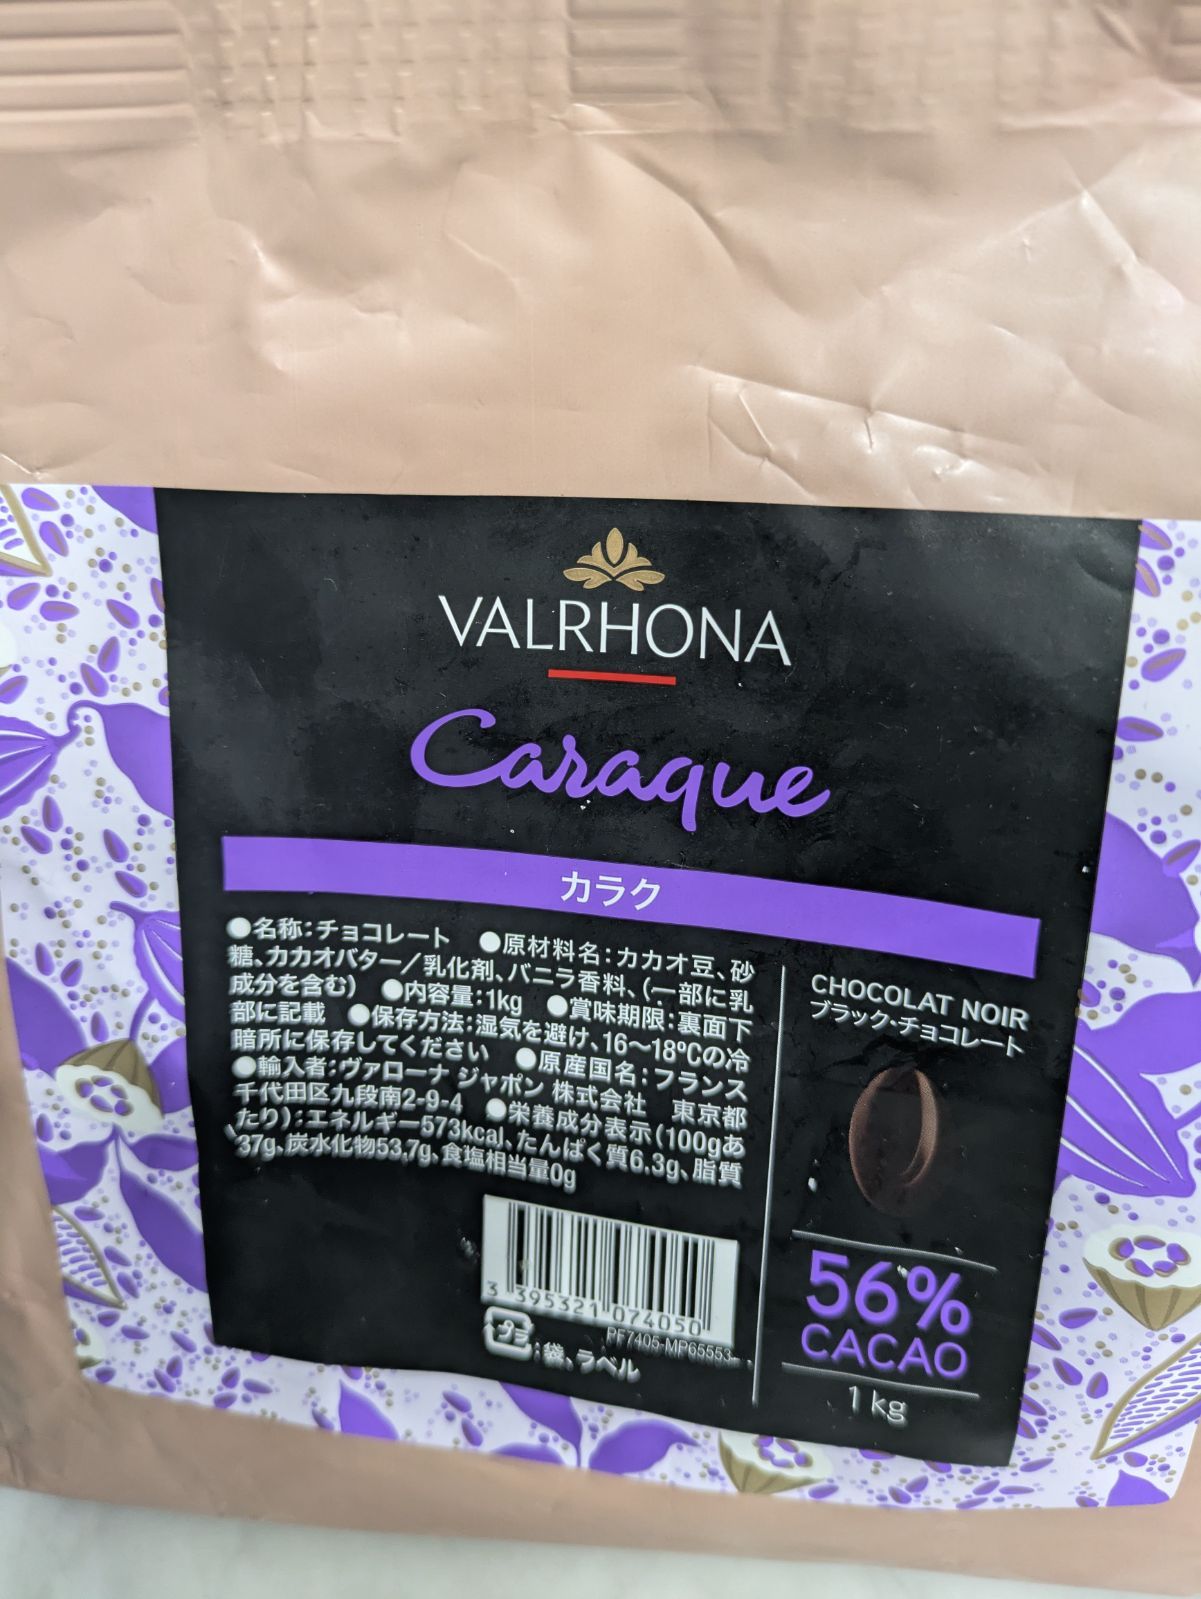 VALRHONA
Caraque
カラク
●名称:チョコレート ●原材料名:カカオ豆、砂
糖、カカオバター/乳化剤、バニラ香料、(一部に乳
成分を含む) ●内容量:1kg ●賞味期限:裏面下
部に記載 ●保存方法:湿気を避け、16〜18℃の冷
暗所に保存してください ●原産国名:フランス
●輸入者:ヴァローナ ジャポン 株式会社 東京都
千代田区九段南2-9-4 ●栄養成分表示(100gあ
たり):エネルギー573kcal、たんぱく質6.3g、脂質
37g、炭水化物53.7g、食塩相当量0g
3 395321 074050
PF7405-MP65553
プラ:袋、ラベル
CHOCOLAT NOIR
ブラック・チョコレート
56%
CACAO
1 kg